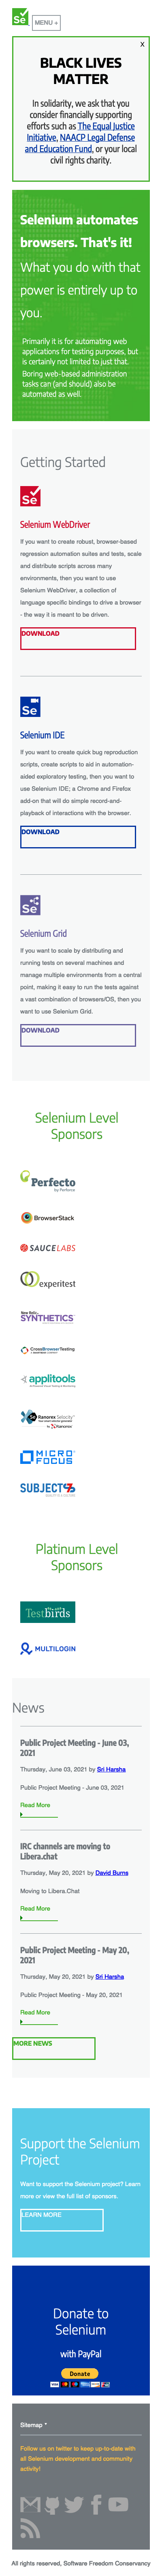 Se
MENU +
X
BLACK LIVES
MATTER
In solidarity, we ask that you
consider financially supporting
efforts such as The Equal Justice
Initiative, NAACP Legal Defense
and Education Fund, or your local
civil rights charity.
Selenium automates
browsers. That's it!
What you do with that
power is entirely up to
you.
Primarily it is for automating web
applications for testing purposes, but
is certainly not limited to just that.
Boring web-based administration
tasks can (and should) also be
automated as well.
Getting Started
Se
Selenium WebDriver
If you want to create robust, browser-based
regression automation suites and tests, scale
and distribute scripts across many
environments, then you want to use
Selenium WebDriver, a collection of
language specific bindings to drive a browser
- the way it is meant to be driven.
DOWNLOAD
Se
Selenium IDE
If you want to create quick bug reproduction
scripts, create scripts to aid in automation-
aided exploratory testing, then you want to
use Selenium IDE; a Chrome and Firefox
add-on that will do simple record-and-
playback of interactions with the browser.
DOWNLOAD
Se
Selenium Grid
If you want to scale by distributing and
running tests on several machines and
manage multiple environments from a central
point, making it easy to run the tests against
a vast combination of browsers/OS, then you
want to use Selenium Grid.
DOWNLOAD
Selenium Level
Sponsors
Perfecto
by Perforce
BrowserStack
SAUCELABS
experitest
New Relic
SYNTHETICS
CrossBrowserTesting
applitools
Ranorex Selocity
MICRO
FOCUS
SUBJECT7
Platinum Level
Sponsors
Testbirds
MULTILOGIN
News
Public Project Meeting - June 03,
2021
Thursday, June 03, 2021 by Sri Harsha
Public Project Meeting - June 03, 2021
Read More
IRC channels are moving to
Libera.chat
Thursday, May 20, 2021 by David Burns
Moving to Libera.Chat
Read More
Public Project Meeting - May 20,
2021
Thursday, May 20, 2021 by Sri Harsha
Public Project Meeting - May 20, 2021
Read More
MORE NEWS
Support the Selenium
Project
Want to support the Selenium project? Learn
more or view the full list of sponsors.
LEARN MORE
Donate to
Selenium
with PayPal
Donate
Sitemap
Follow us on twitter to keep up-to-date with
all Selenium development and community
activity!
All rights reserved, Software Freedom Conservancy